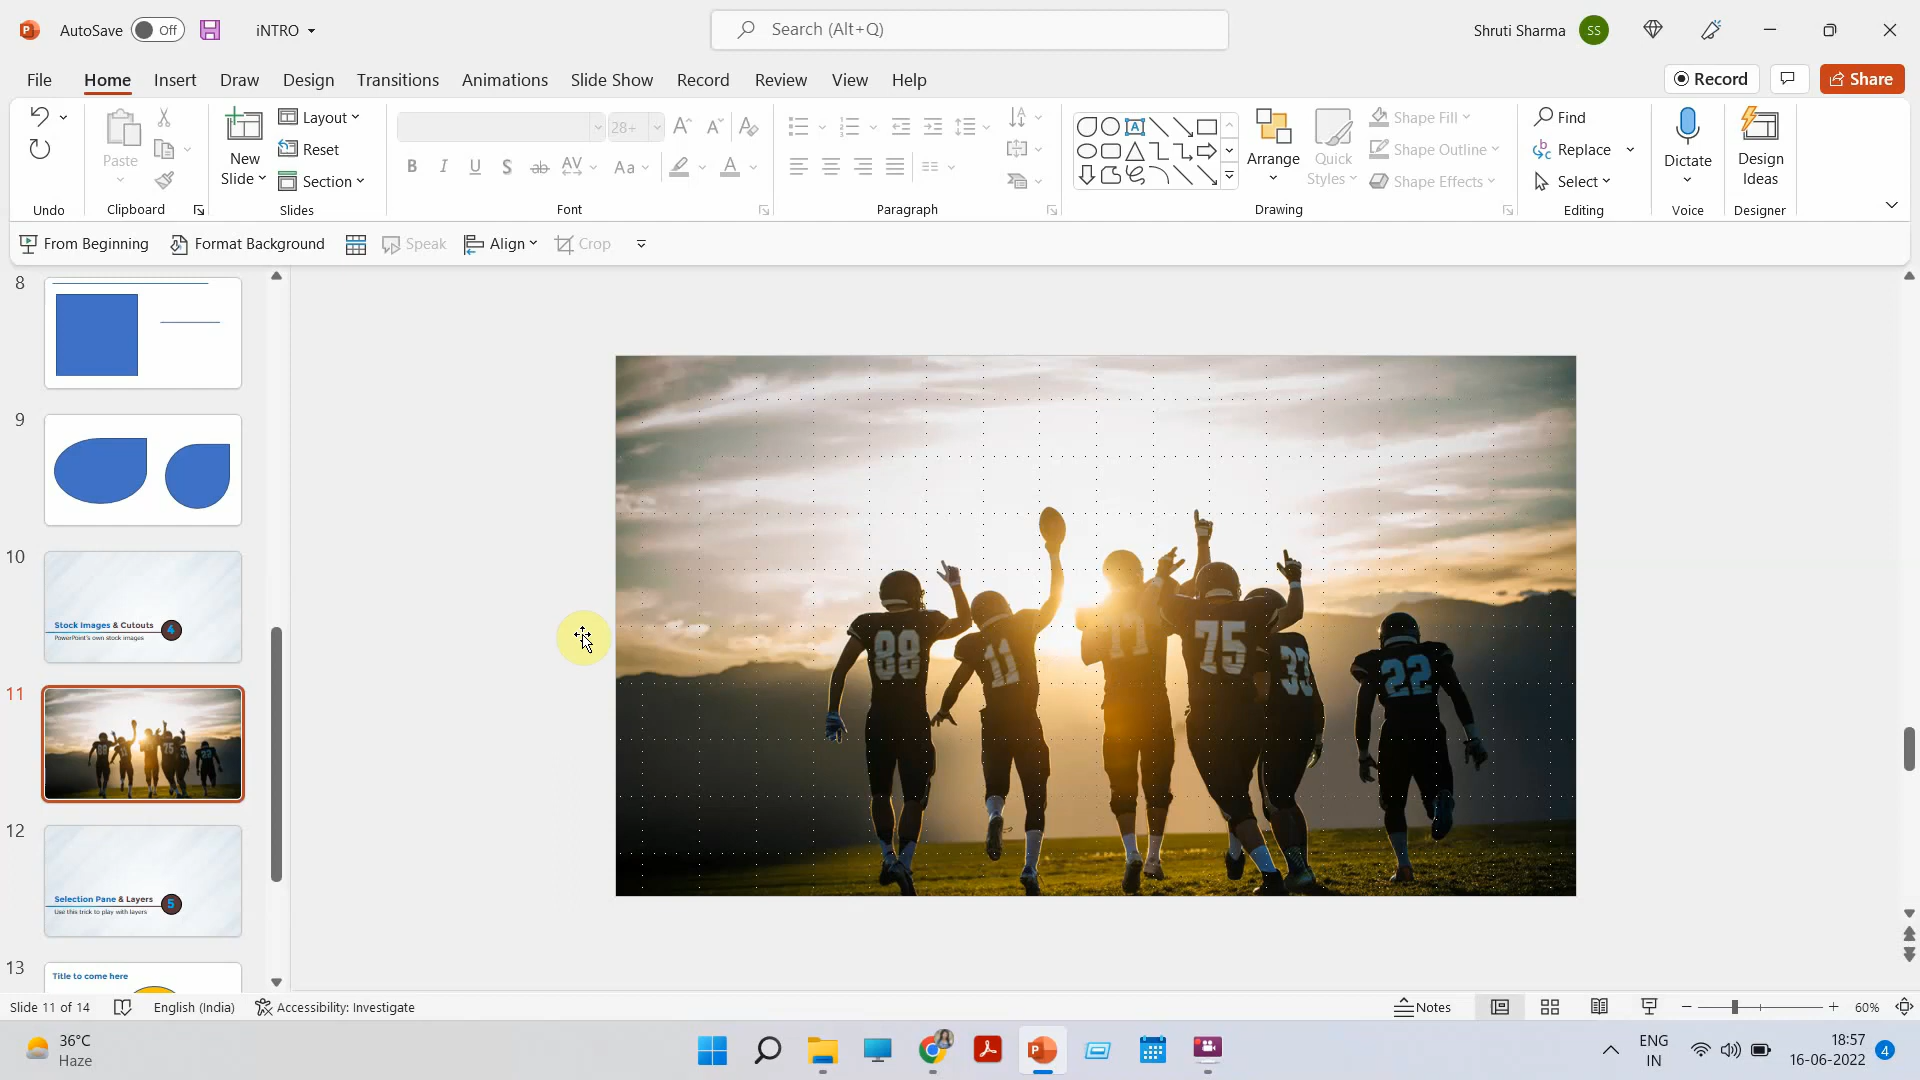 AutoSave Off iNTRO Search (Alt+Q) Shruti Sharma SS
File Home Insert Draw Design Transitions Animations Slide Show Record Review View Help Record Share
Paste
New Slide
Layout
Reset
Section
28+
B I U S ab AV Aa A
Arrange
Quick Styles
Shape Fill
Shape Outline
Shape Effects
Find
Replace
Select
Dictate
Design Ideas
Undo Clipboard Slides Font Paragraph Drawing Editing Voice Designer
From Beginning Format Background Speak Align Crop
8
9
10
Stock Images & Cutouts 4
PowerPoint's own stock images
11
12
Selection Pane & Layers 5
Use this trick to play with layers
13
Title to come here
88 11 17 75 33 22
Slide 11 of 14 English (India) Accessibility: Investigate Notes 60%
36°C
Haze
ENG
IN
18:57
16-06-2022
4